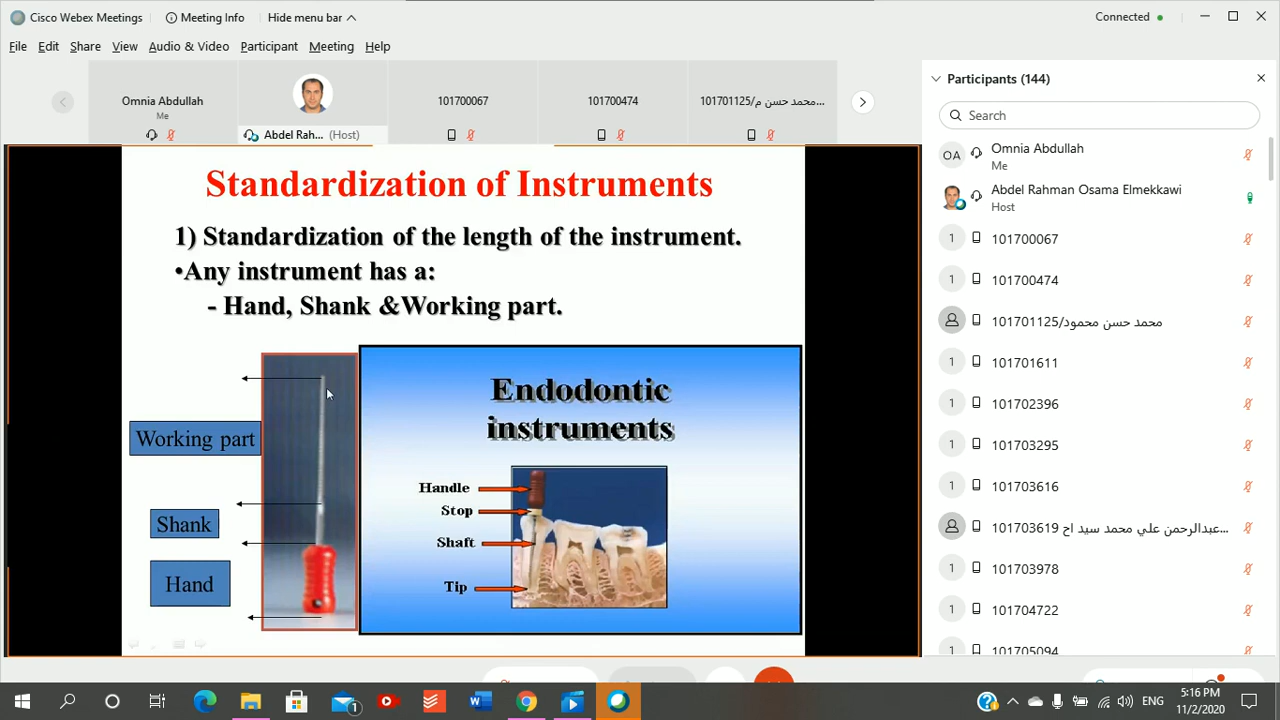 Cisco Webex Meetings
Meeting Info
Hide menu bar
Connected
File Edit Share View Audio & Video Participant Meeting Help
Omnia Abdullah
Me
Abdel Rah... (Host)
101700067
101700474
101701125/محمد حسن م...
Participants (144)
Search
OA
Omnia Abdullah
Me
Abdel Rahman Osama Elmekkawi
Host
1 101700067
1 101700474
101701125/محمد حسن محمود
1 101701611
1 101702396
1 101703295
1 101703616
101703619 عبدالرحمن علي محمد سيد اح...
1 101703978
1 101704722
1 101705094
Standardization of Instruments
1) Standardization of the length of the instrument.
•Any instrument has a:
- Hand, Shank &Working part.
Working part
Shank
Hand
Endodontic
instruments
Handle
Stop
Shaft
Tip
1
W
ENG
5:16 PM
11/2/2020